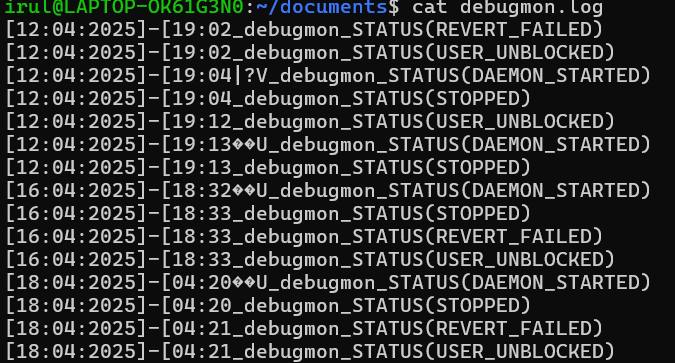 irul@LAPTOP-OK61G3N0:~/documents$ cat debugmon.log
[12:04:2025]-[19:02_debugmon_STATUS(REVERT_FAILED)
[12:04:2025]-[19:02_debugmon_STATUS(USER_UNBLOCKED)
[12:04:2025]-[19:04|?V_debugmon_STATUS(DAEMON_STARTED)
[12:04:2025]-[19:04_debugmon_STATUS(STOPPED)
[12:04:2025]-[19:12_debugmon_STATUS(USER_UNBLOCKED)
[12:04:2025]-[19:13��U_debugmon_STATUS(DAEMON_STARTED)
[12:04:2025]-[19:13_debugmon_STATUS(STOPPED)
[16:04:2025]-[18:32��U_debugmon_STATUS(DAEMON_STARTED)
[16:04:2025]-[18:33_debugmon_STATUS(STOPPED)
[16:04:2025]-[18:33_debugmon_STATUS(REVERT_FAILED)
[16:04:2025]-[18:33_debugmon_STATUS(USER_UNBLOCKED)
[18:04:2025]-[04:20��U_debugmon_STATUS(DAEMON_STARTED)
[18:04:2025]-[04:20_debugmon_STATUS(STOPPED)
[18:04:2025]-[04:21_debugmon_STATUS(REVERT_FAILED)
[18:04:2025]-[04:21_debugmon_STATUS(USER_UNBLOCKED)